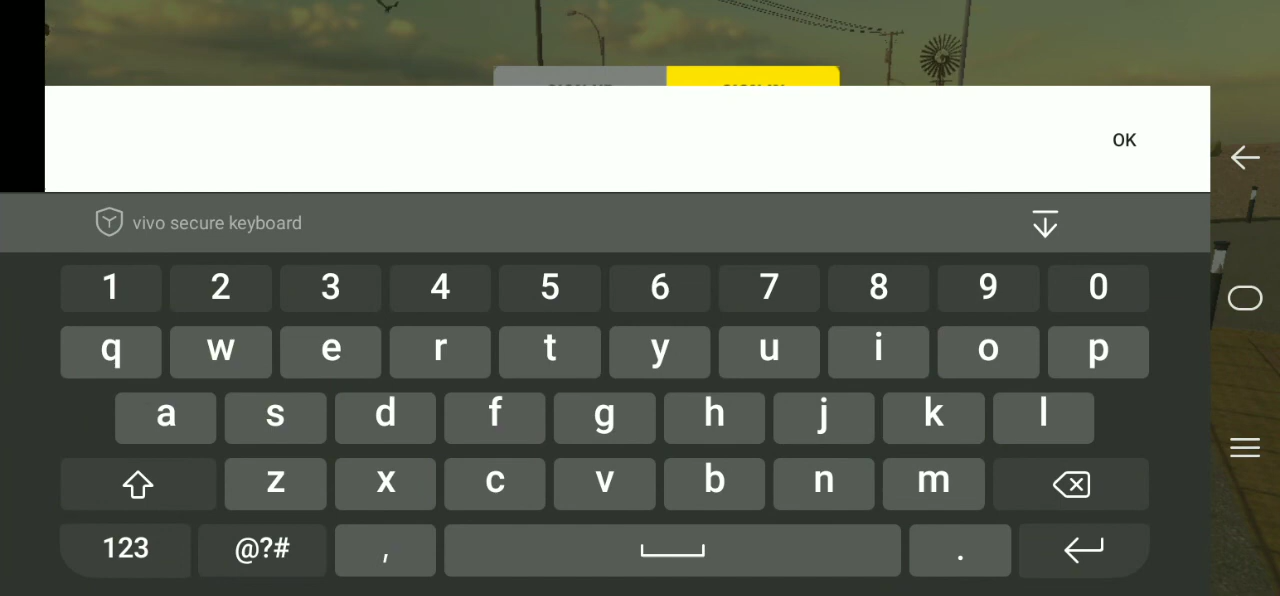 OK
vivo secure keyboard
1 2 3 4 5 6 7 8 9 0
q w e r t y u i o p
a s d f g h j k l
z x c v b n m
123 @?# , .